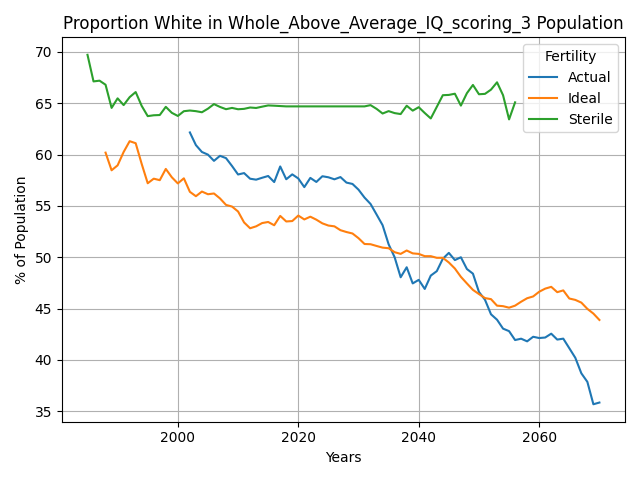 Proportion White in Whole_Above_Average_IQ_scoring_3 Population
Fertility
Actual
Ideal
Sterile
% of Population
70
65
60
55
50
45
40
35
2000
2020
2040
2060
Years